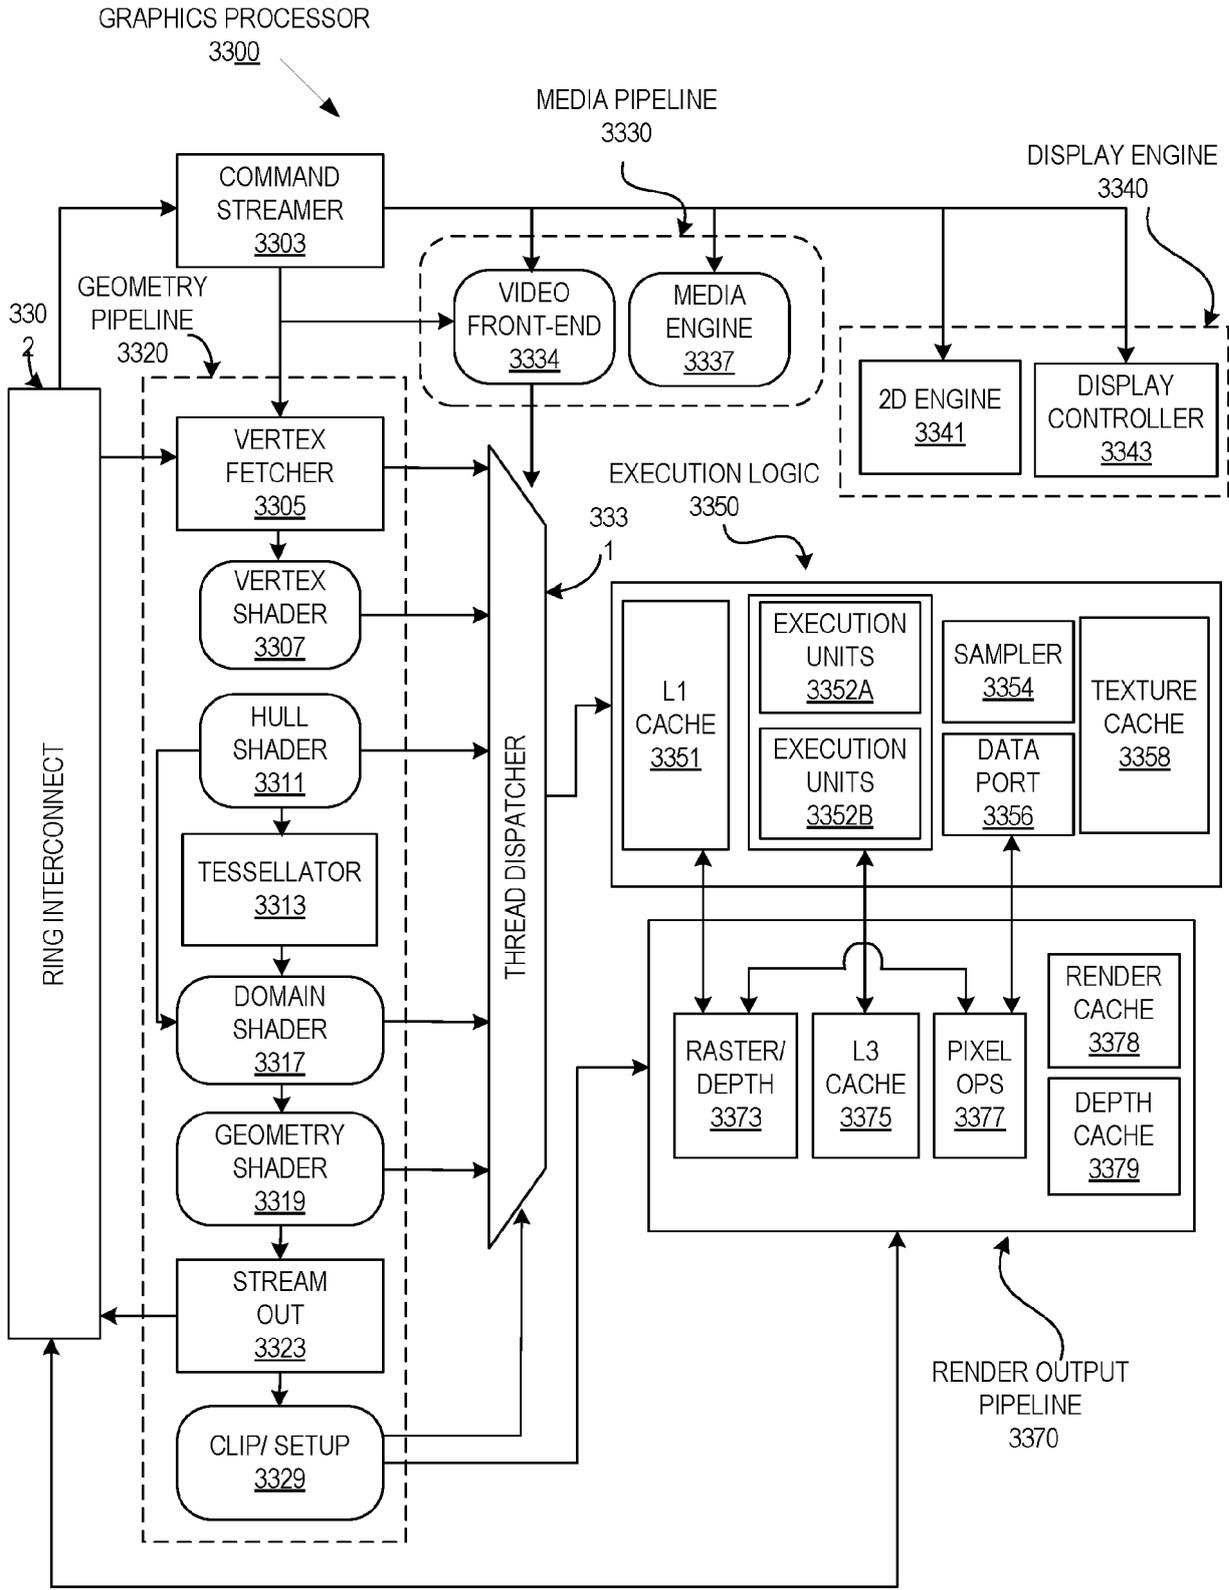 GRAPHICS PROCESSOR
3300
MEDIA PIPELINE
3330
DISPLAY ENGINE
3340
COMMAND
STREAMER
3303
GEOMETRY
PIPELINE
3320
330
2
VIDEO
FRONT-END
3334
MEDIA
ENGINE
3337
2D ENGINE
3341
DISPLAY
CONTROLLER
3343
VERTEX
FETCHER
3305
EXECUTION LOGIC
3350
333
1
VERTEX
SHADER
3307
HULL
SHADER
3311
TESSELLATOR
3313
DOMAIN
SHADER
3317
GEOMETRY
SHADER
3319
STREAM
OUT
3323
CLIP/ SETUP
3329
RING INTERCONNECT
THREAD DISPATCHER
L1
CACHE
3351
EXECUTION
UNITS
3352A
EXECUTION
UNITS
3352B
SAMPLER
3354
DATA
PORT
3356
TEXTURE
CACHE
3358
RASTER/
DEPTH
3373
L3
CACHE
3375
PIXEL
OPS
3377
RENDER
CACHE
3378
DEPTH
CACHE
3379
RENDER OUTPUT
PIPELINE
3370